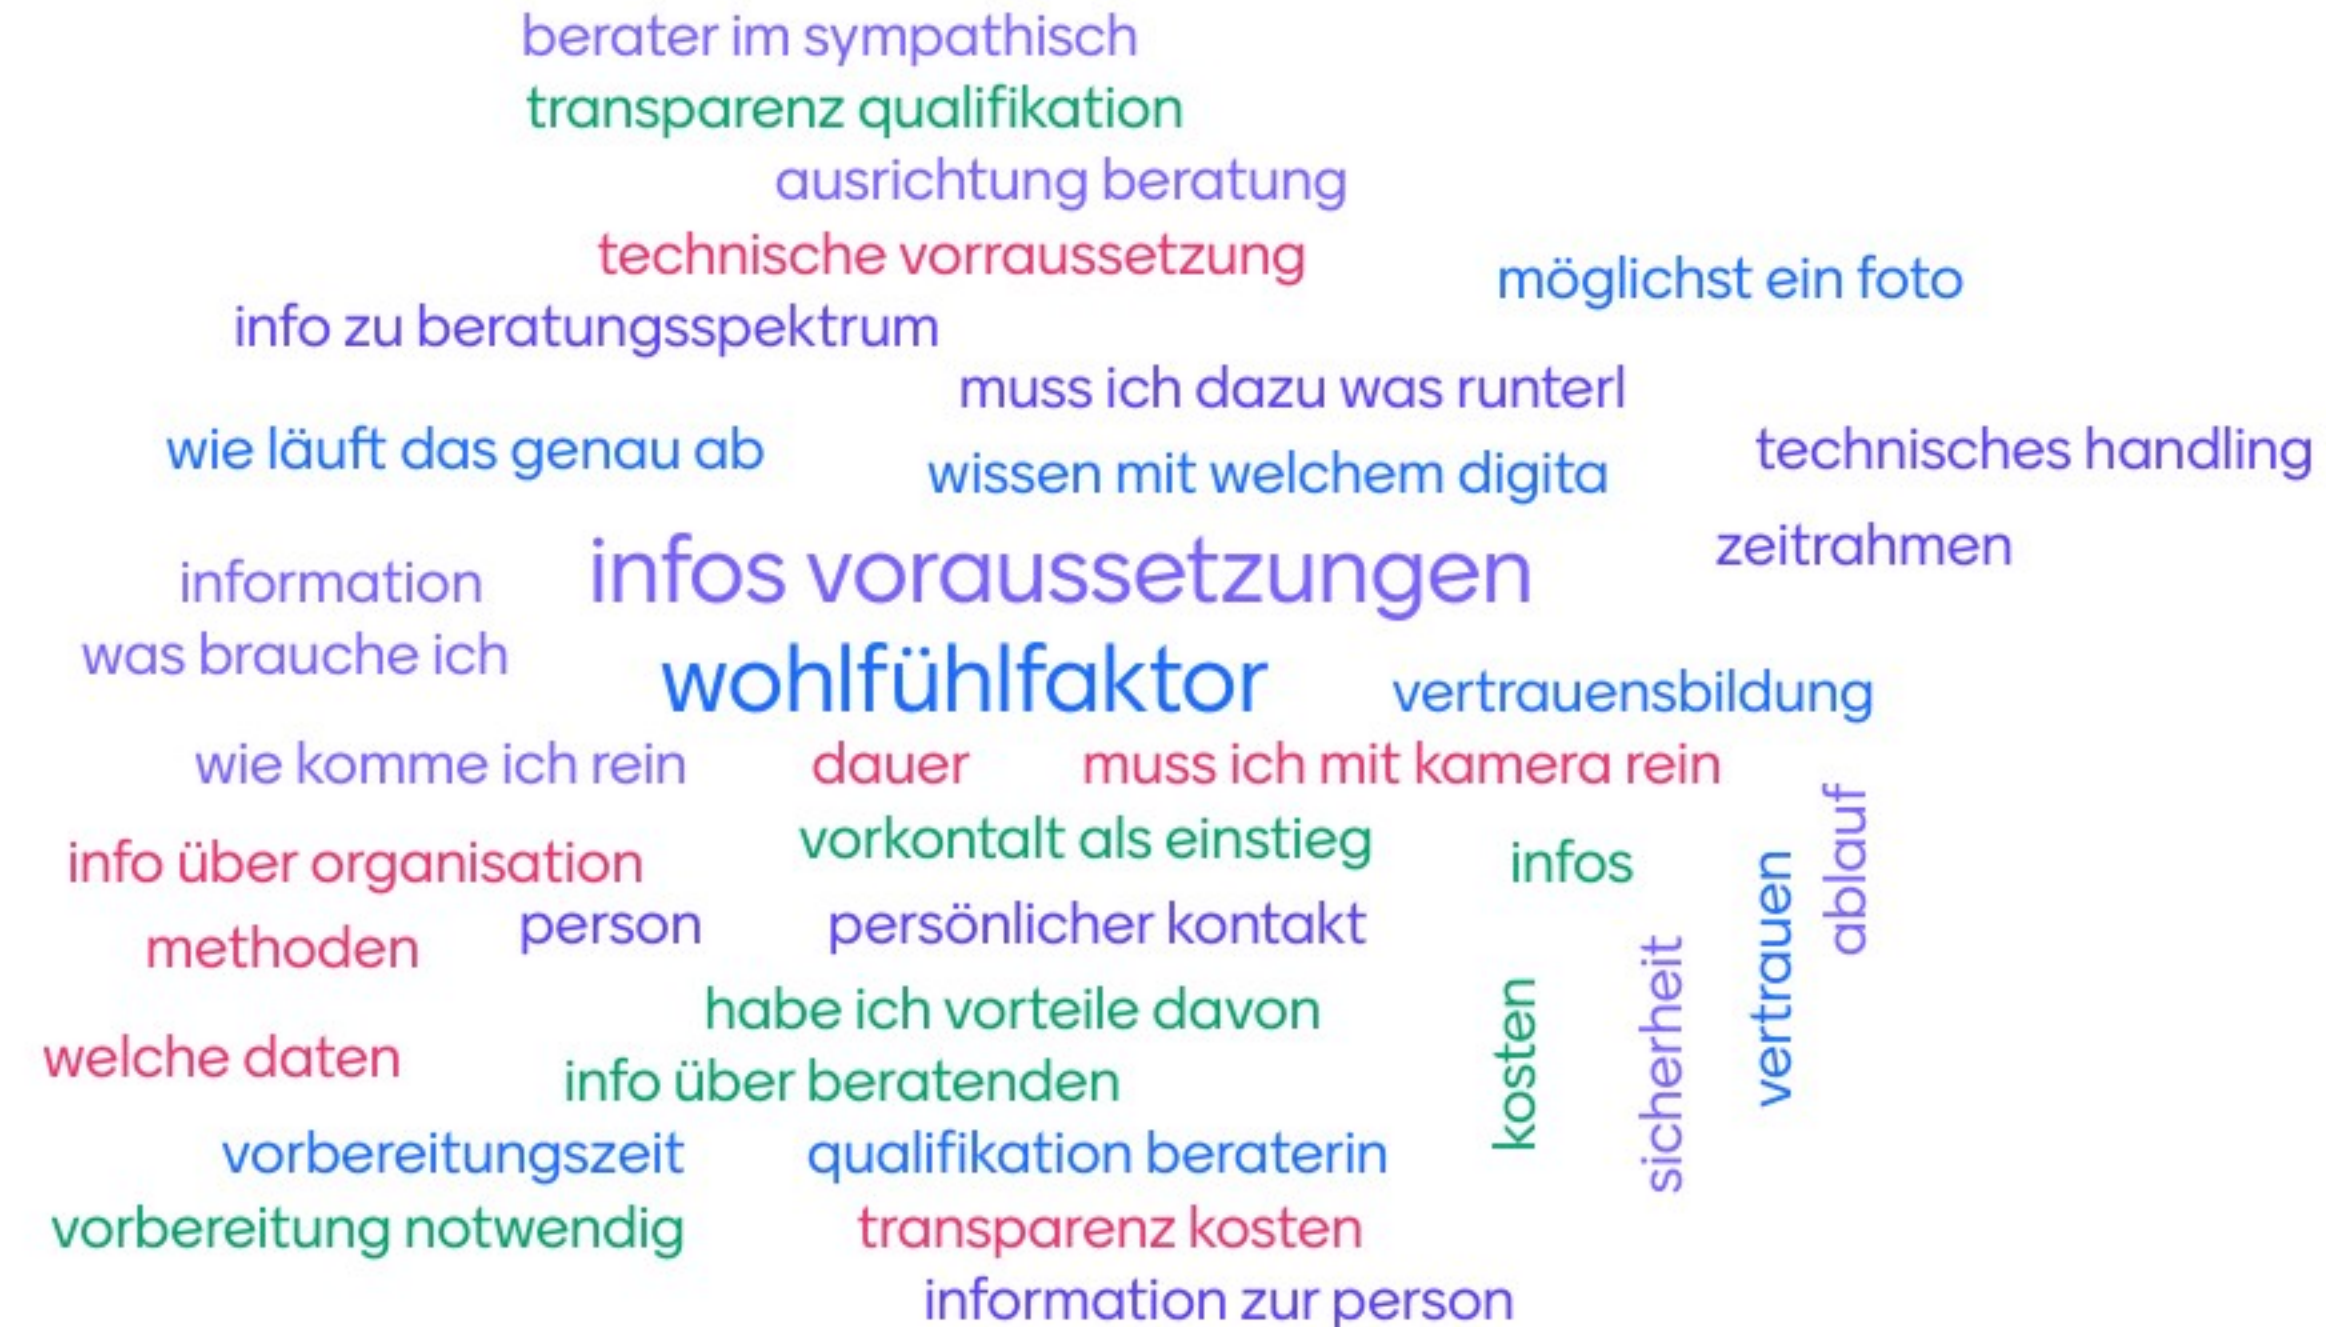 berater im sympathisch
transparenz qualifikation
ausrichtung beratung
technische vorraussetzung
möglichst ein foto
info zu beratungsspektrum
muss ich dazu was runterl
wie läuft das genau ab
wissen mit welchem digita
technisches handling
zeitrahmen
information
infos voraussetzungen
was brauche ich
wohlfühlfaktor
vertrauensbildung
wie komme ich rein
dauer
muss ich mit kamera rein
ablauf
info über organisation
vorkontalt als einstieg
infos
vertrauen
methoden
person
persönlicher kontakt
sicherheit
habe ich vorteile davon
kosten
welche daten
info über beratenden
vorbereitungszeit
qualifikation beraterin
vorbereitung notwendig
transparenz kosten
information zur person